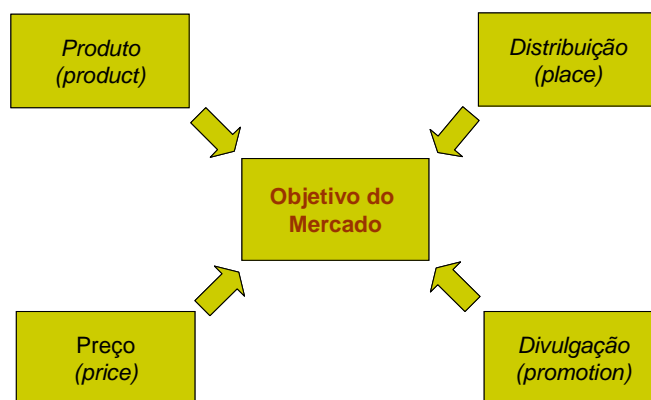 Produto
(product)
Distribuição
(place)
Objetivo do
Mercado
Preço
(price)
Divulgação
(promotion)